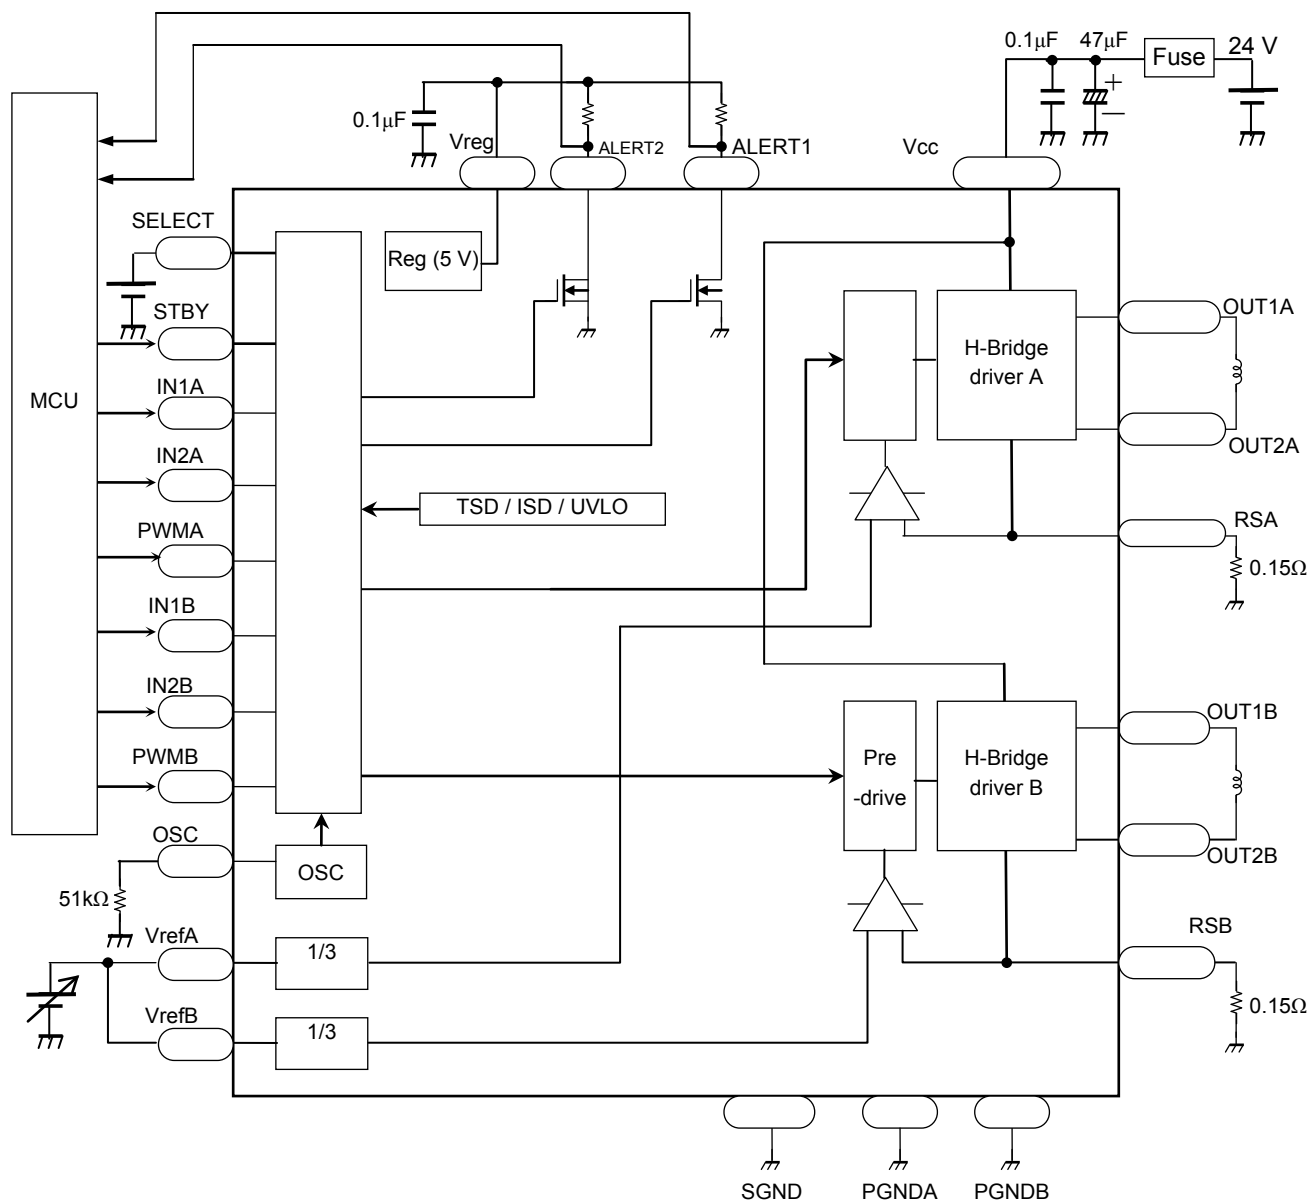 0.1μF
47μF
Fuse
24 V
0.1μF
Vreg
ALERT2
ALERT1
Vcc
SELECT
Reg (5 V)
STBY
OUT1A
H-Bridge
driver A
MCU
IN1A
OUT2A
IN2A
TSD / ISD / UVLO
RSA
PWMA
0.15Ω
IN1B
IN2B
OUT1B
PWMB
Pre
-drive
H-Bridge
driver B
OSC
OSC
OUT2B
51kΩ
VrefA
1/3
RSB
VrefB
1/3
0.15Ω
SGND
PGNDA
PGNDB
+
—